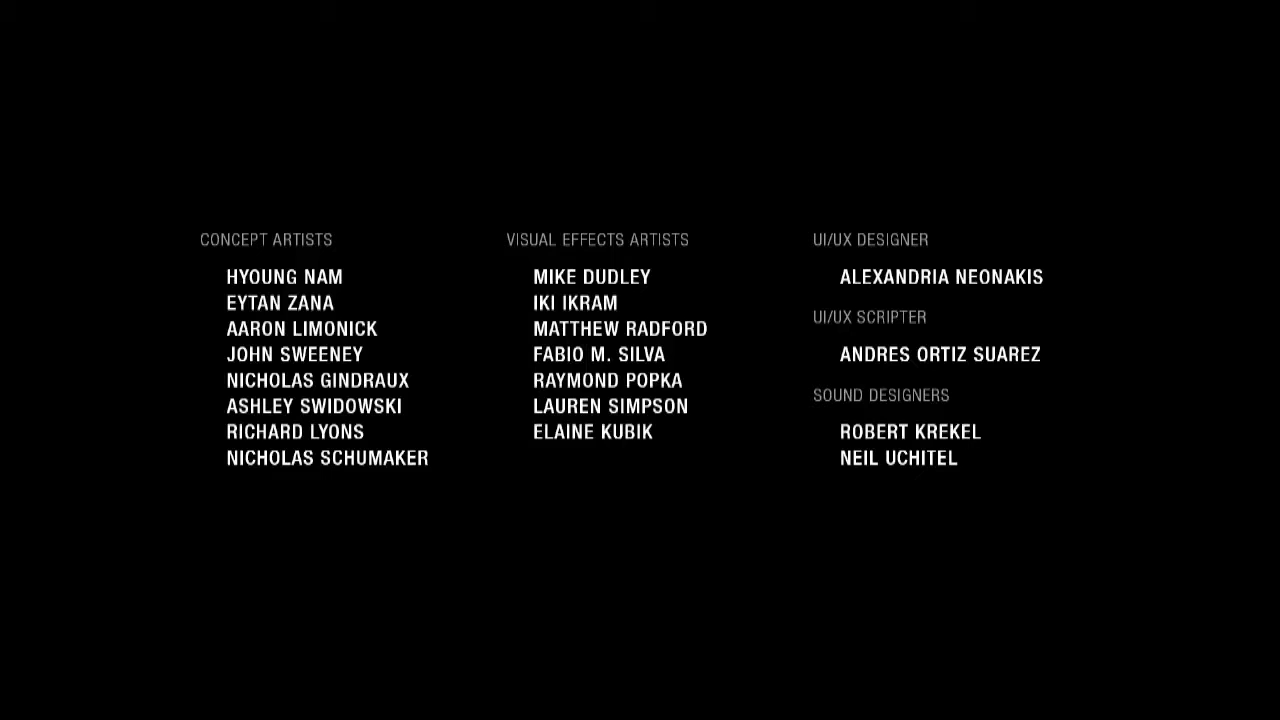 CONCEPT ARTISTS
HYOUNG NAM
EYTAN ZANA
AARON LIMONICK
JOHN SWEENEY
NICHOLAS GINDRAUX
ASHLEY SWIDOWSKI
RICHARD LYONS
NICHOLAS SCHUMAKER
VISUAL EFFECTS ARTISTS
MIKE DUDLEY
IKI IKRAM
MATTHEW RADFORD
FABIO M. SILVA
RAYMOND POPKA
LAUREN SIMPSON
ELAINE KUBIK
UI/UX DESIGNER
ALEXANDRIA NEONAKIS
UI/UX SCRIPTER
ANDRES ORTIZ SUAREZ
SOUND DESIGNERS
ROBERT KREKEL
NEIL UCHITEL